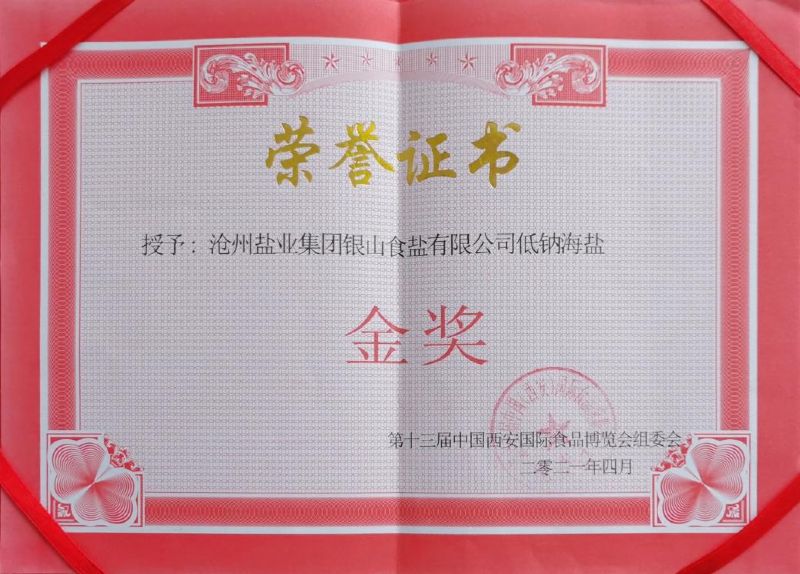 荣誉证书
授予：沧州盐业集团银山食盐有限公司低钠海盐
金奖
第十三届中国西安国际食品博览会组委会
二零二一年四月